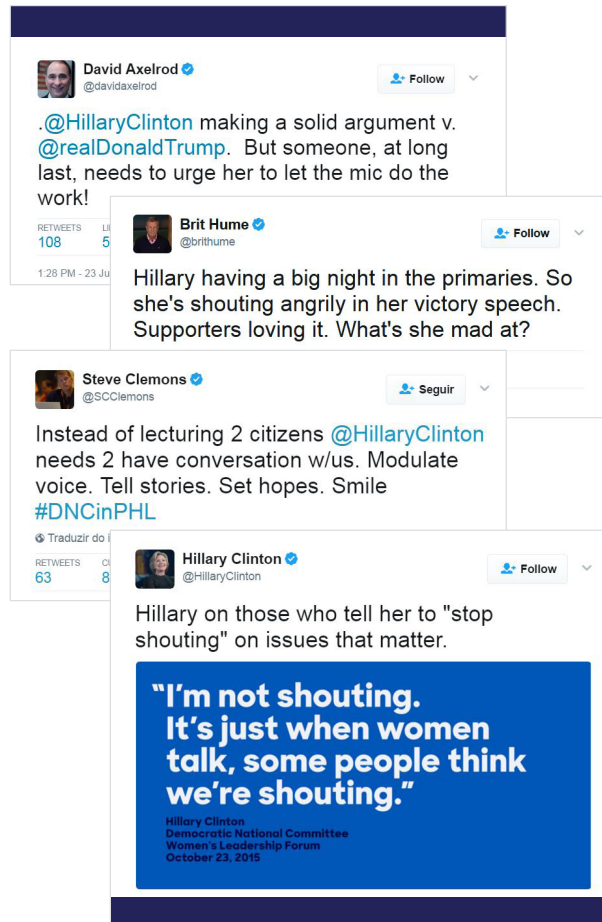 David Axelrod
@davidaxelrod
Follow
.@HillaryClinton making a solid argument v.
@realDonaldTrump. But someone, at long
last, needs to urge her to let the mic do the
work!
RETWEETS
108
5
1:28 PM - 23 Ju
Brit Hume
@brithume
Follow
Hillary having a big night in the primaries. So
she's shouting angrily in her victory speech.
Supporters loving it. What's she mad at?
Steve Clemons
@SCClemons
Seguir
Instead of lecturing 2 citizens @HillaryClinton
needs 2 have conversation w/us. Modulate
voice. Tell stories. Set hopes. Smile
#DNCinPHL
Traduzir do i
RETWEETS
63
8
Hillary Clinton
@HillaryClinton
Follow
Hillary on those who tell her to "stop
shouting" on issues that matter.
"I'm not shouting.
It's just when women
talk, some people think
we're shouting."
Hillary Clinton
Democratic National Committee
Women's Leadership Forum
October 23, 2015